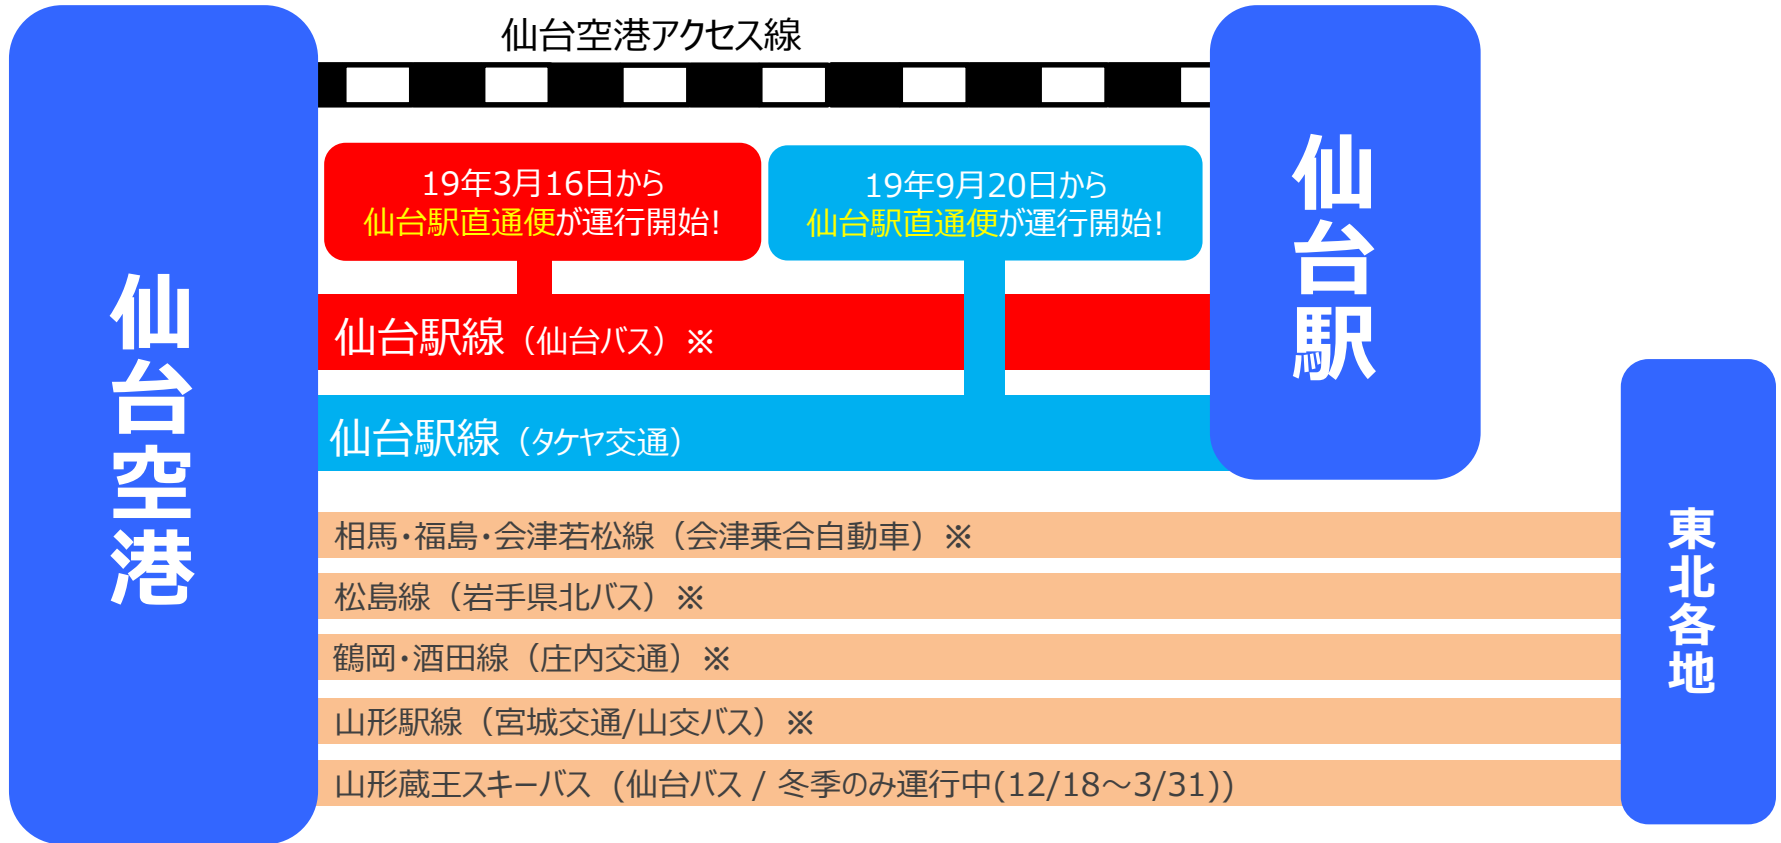 仙台空港アクセス線
仙台空港
仙台駅
19年3月16日から
仙台駅直通便が運行開始!
19年9月20日から
仙台駅直通便が運行開始!
仙台駅線（仙台バス）※
仙台駅線（タケヤ交通）
東北各地
相馬・福島・会津若松線（会津乗合自動車）※
松島線（岩手県北バス）※
鶴岡・酒田線（庄内交通）※
山形駅線（宮城交通/山交バス）※
山形蔵王スキーバス (仙台バス / 冬季のみ運行中(12/18～3/31))